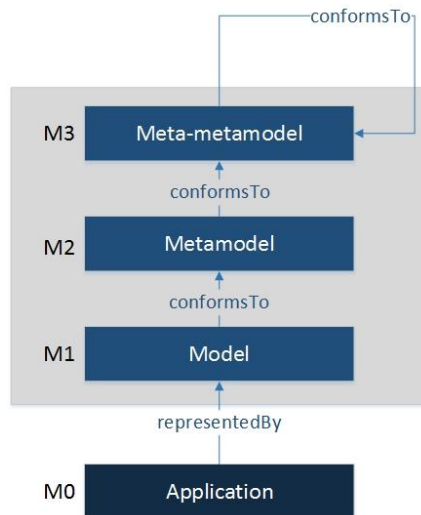 conformsTo
M3 Meta-metamodel
conformsTo
M2 Metamodel
conformsTo
M1 Model
representedBy
M0 Application